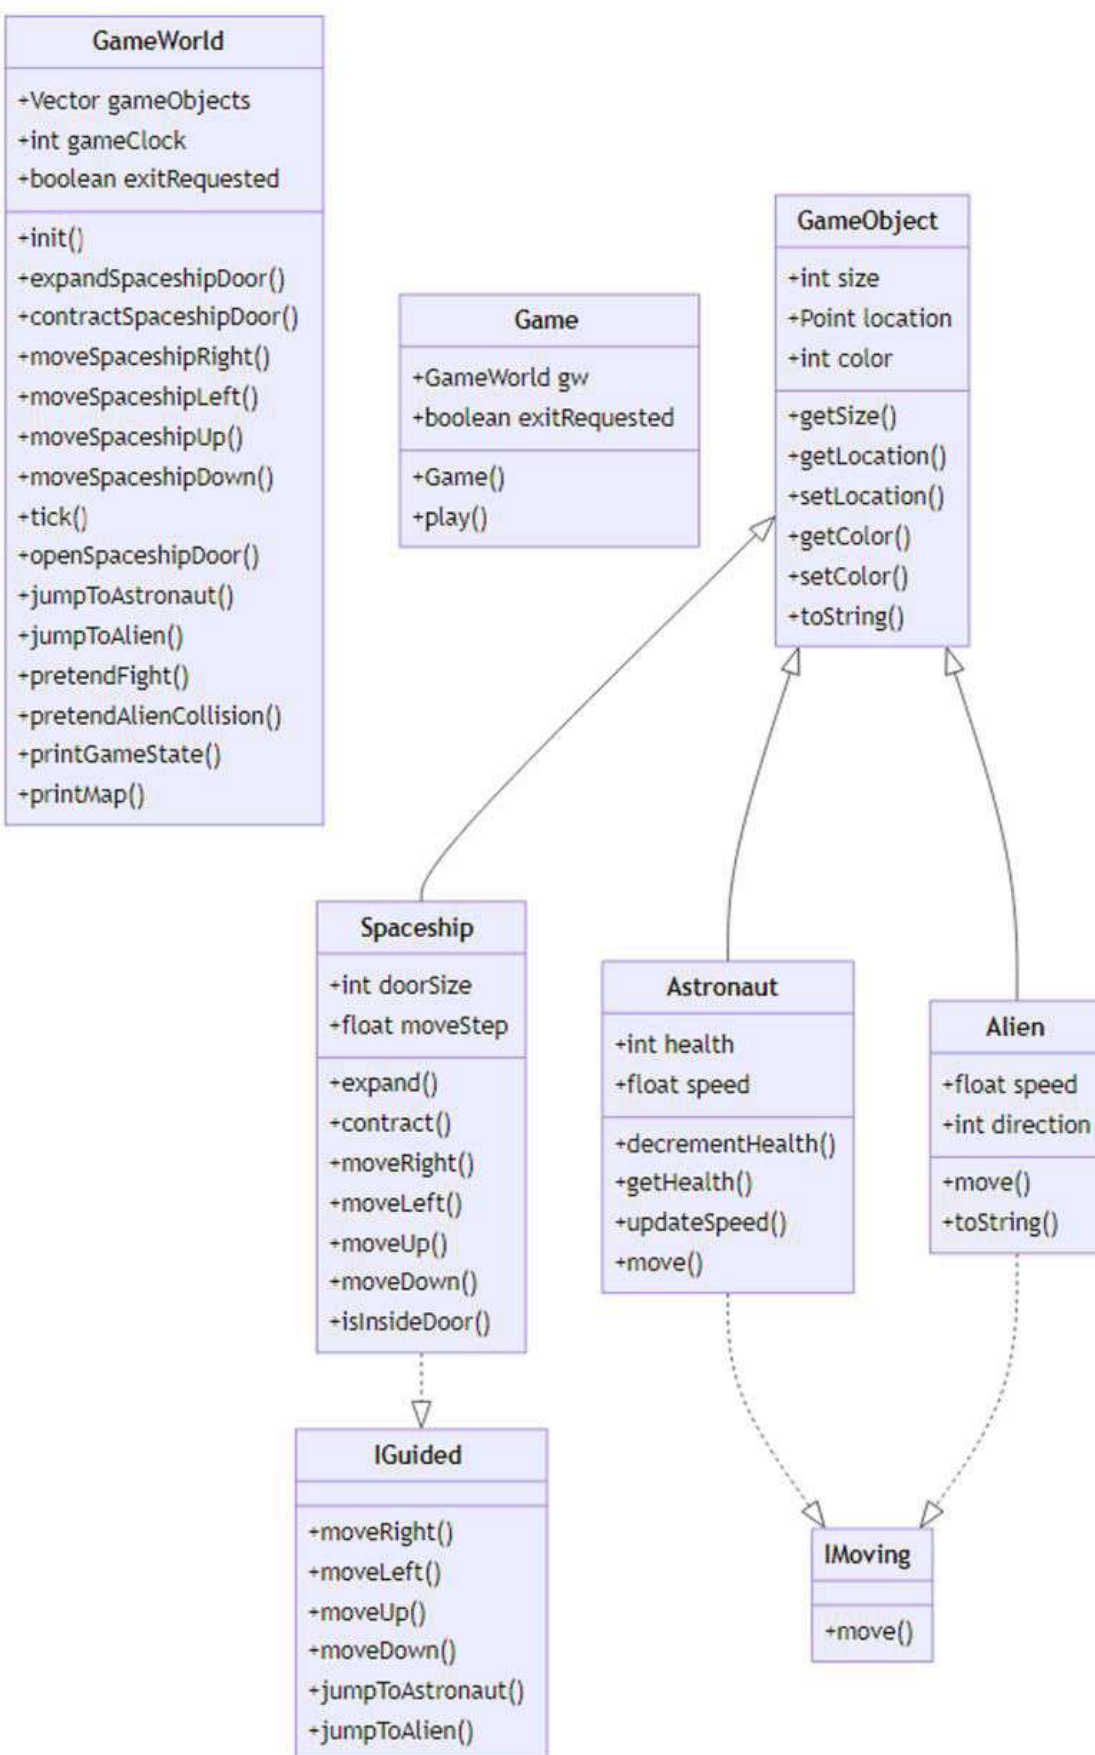 GameWorld
+Vector gameObjects
+int gameClock
+boolean exitRequested
+init()
+expandSpaceshipDoor()
+contractSpaceshipDoor()
+moveSpaceshipRight()
+moveSpaceshipLeft()
+moveSpaceshipUp()
+moveSpaceshipDown()
+tick()
+openSpaceshipDoor()
+jumpToAstronaut()
+jumpToAlien()
+pretendFight()
+pretendAlienCollision()
+printGameState()
+printMap()
Game
+GameWorld gw
+boolean exitRequested
+Game()
+play()
GameObject
+int size
+Point location
+int color
+getSize()
+getLocation()
+setLocation()
+getColor()
+setColor()
+toString()
Spaceship
+int doorSize
+float moveStep
+expand()
+contract()
+moveRight()
+moveLeft()
+moveUp()
+moveDown()
+isInsideDoor()
Astronaut
+int health
+float speed
+decrementHealth()
+getHealth()
+updateSpeed()
+move()
Alien
+float speed
+int direction
+move()
+toString()
IGuided
+moveRight()
+moveLeft()
+moveUp()
+moveDown()
+jumpToAstronaut()
+jumpToAlien()
IMoving
+move()